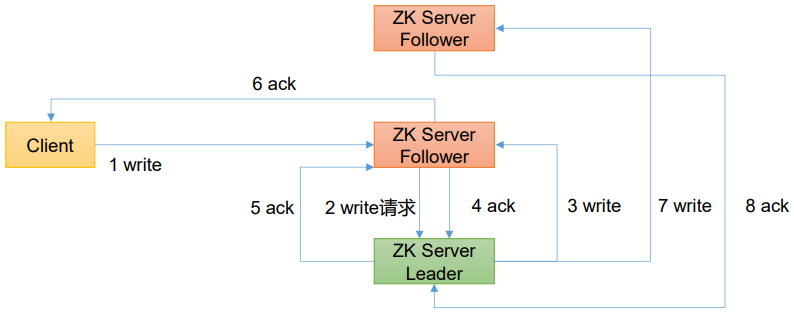 ZK Server
Follower
6 ack
Client
ZK Server
Follower
1 write
5 ack
2 write请求
4 ack
3 write
7 write
8 ack
ZK Server
Leader